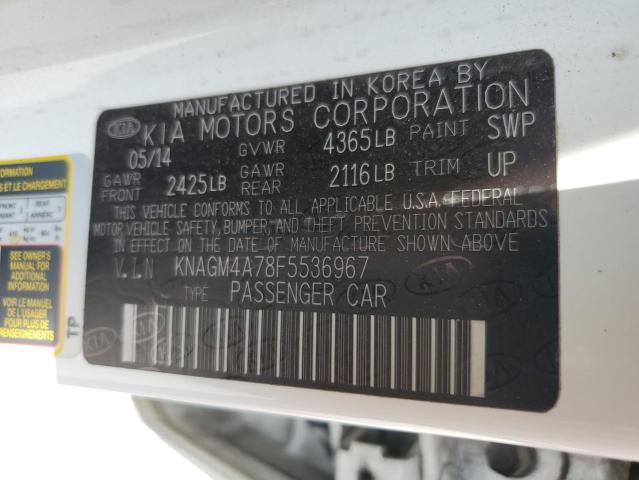 MANUFACTURED IN KOREA BY
KIA KIA MOTORS CORPORATION
05/14 GVWR 4365LB PAINT SWP
GAWR FRONT 2425LB GAWR REAR 2116LB TRIM UP
THIS VEHICLE CONFORMS TO ALL APPLICABLE U.S.A. FEDERAL
MOTOR VEHICLE SAFETY, BUMPER, AND THEFT PREVENTION STANDARDS
IN EFFECT ON THE DATE OF MANUFACTURE SHOWN ABOVE
V.I.N KNAGM4A78F5536967
TYPE PASSENGER CAR
TP
SEE OWNER'S
MANUAL FOR
ADDITIONAL
INFORMATION
VOIR LE MANUEL
DE L'USAGER
POUR PLUS DE
RENSEIGNEMENTS